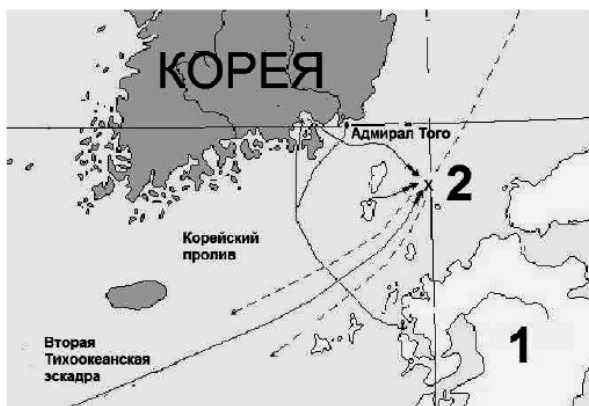 КОРЕЯ
Адмирал Того
2
Корейский
пролив
Вторая
Тихоокеанская
эскадра
1